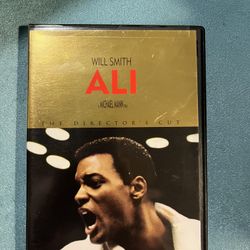 WILL SMITH
ALI
A MICHAEL MANN FILM
THE DIRECTOR'S CUT